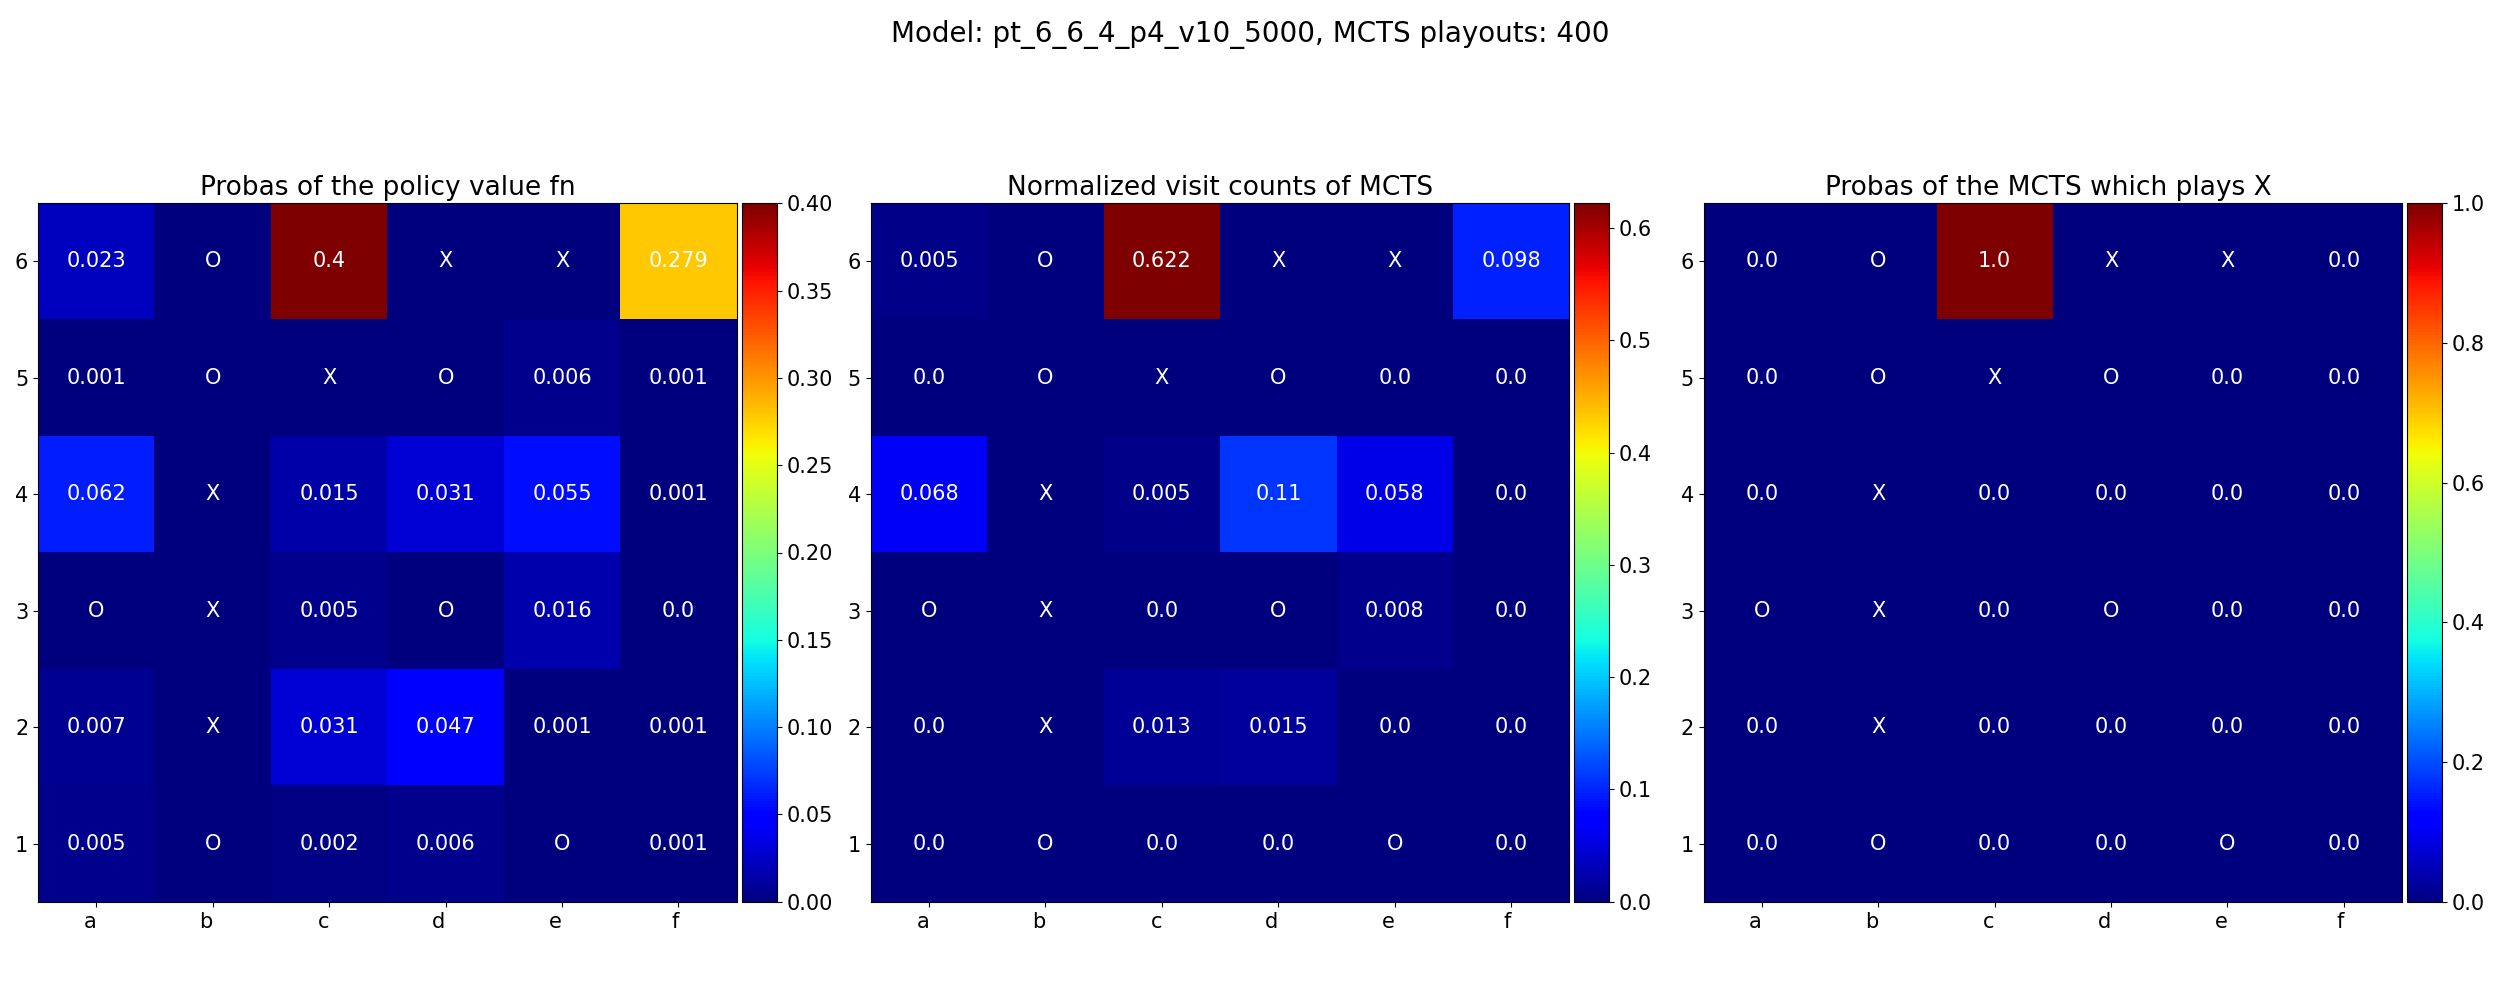 Model: pt_6_6_4_p4_v10_5000, MCTS playouts: 400
Probas of the policy value fn
6 0.023 O 0.4 X X 0.279
5 0.001 O X O 0.006 0.001
4 0.062 X 0.015 0.031 0.055 0.001
3 O X 0.005 O 0.016 0.0
2 0.007 X 0.031 0.047 0.001 0.001
1 0.005 O 0.002 0.006 O 0.001
a b c d e f
0.40
0.35
0.30
0.25
0.20
0.15
0.10
0.05
0.00
Normalized visit counts of MCTS
6 0.005 O 0.622 X X 0.098
5 0.0 O X O 0.0 0.0
4 0.068 X 0.005 0.11 0.058 0.0
3 O X 0.0 O 0.008 0.0
2 0.0 X 0.013 0.015 0.0 0.0
1 0.0 O 0.0 0.0 O 0.0
a b c d e f
0.6
0.5
0.4
0.3
0.2
0.1
0.0
Probas of the MCTS which plays X
6 0.0 O 1.0 X X 0.0
5 0.0 O X O 0.0 0.0
4 0.0 X 0.0 0.0 0.0 0.0
3 O X 0.0 O 0.0 0.0
2 0.0 X 0.0 0.0 0.0 0.0
1 0.0 O 0.0 0.0 O 0.0
a b c d e f
1.0
0.8
0.6
0.4
0.2
0.0